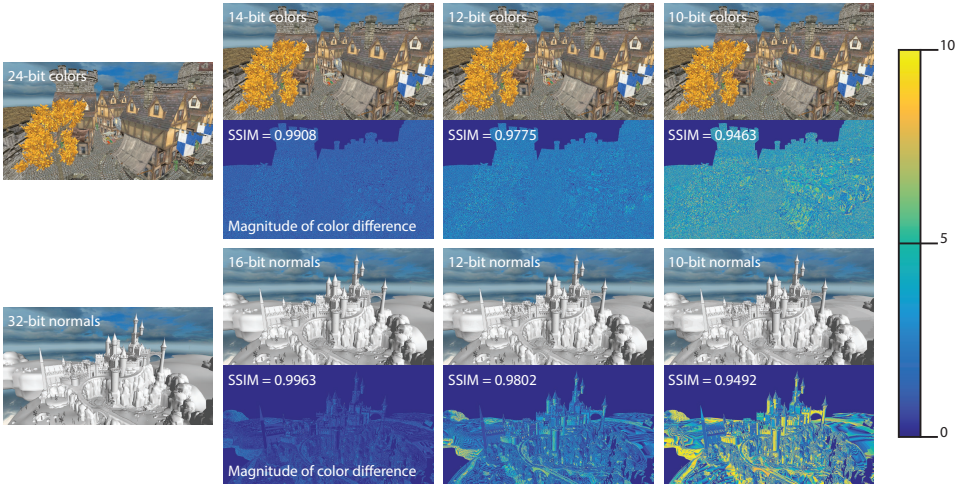 24-bit colors
14-bit colors
12-bit colors
10-bit colors
SSIM = 0.9908
SSIM = 0.9775
SSIM = 0.9463
Magnitude of color difference
32-bit normals
16-bit normals
12-bit normals
10-bit normals
SSIM = 0.9963
SSIM = 0.9802
SSIM = 0.9492
Magnitude of color difference
10
5
0